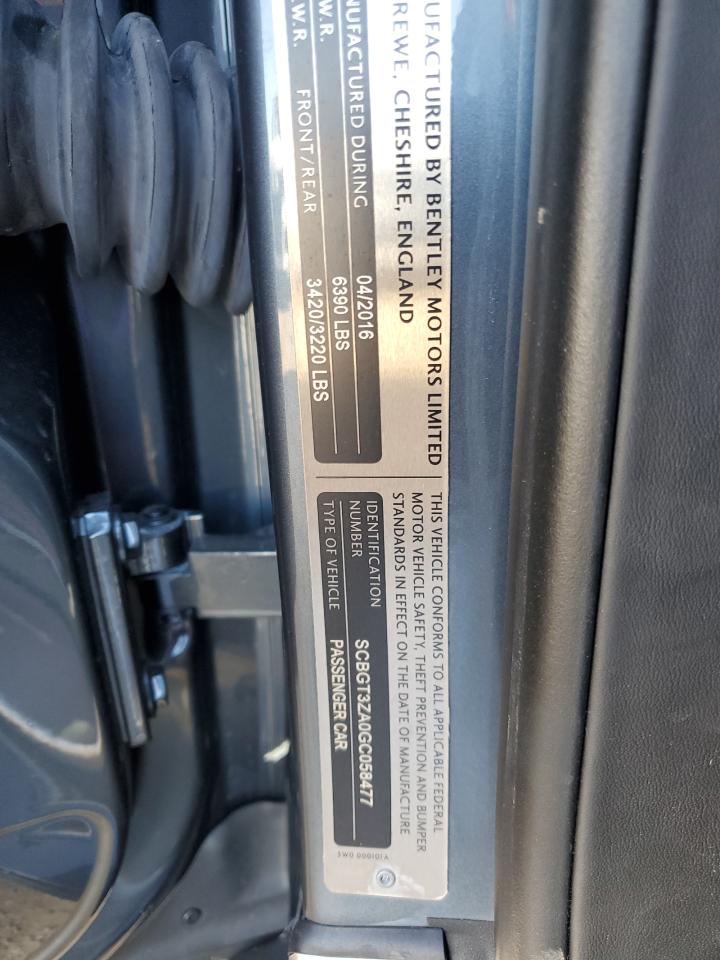 UFACTURED BY BENTLEY MOTORS LIMITED
REWE, CHESHIRE, ENGLAND
NUFACTURED DURING 04/2016
.W.R. 6390 LBS
.W.R. FRONT/REAR 3420/3220 LBS
THIS VEHICLE CONFORMS TO ALL APPLICABLE FEDERAL
MOTOR VEHICLE SAFETY, THEFT PREVENTION AND BUMPER
STANDARDS IN EFFECT ON THE DATE OF MANUFACTURE
IDENTIFICATION
NUMBER SCBGT3ZA0GC058477
TYPE OF VEHICLE PASSENGER CAR
3W0 000101A